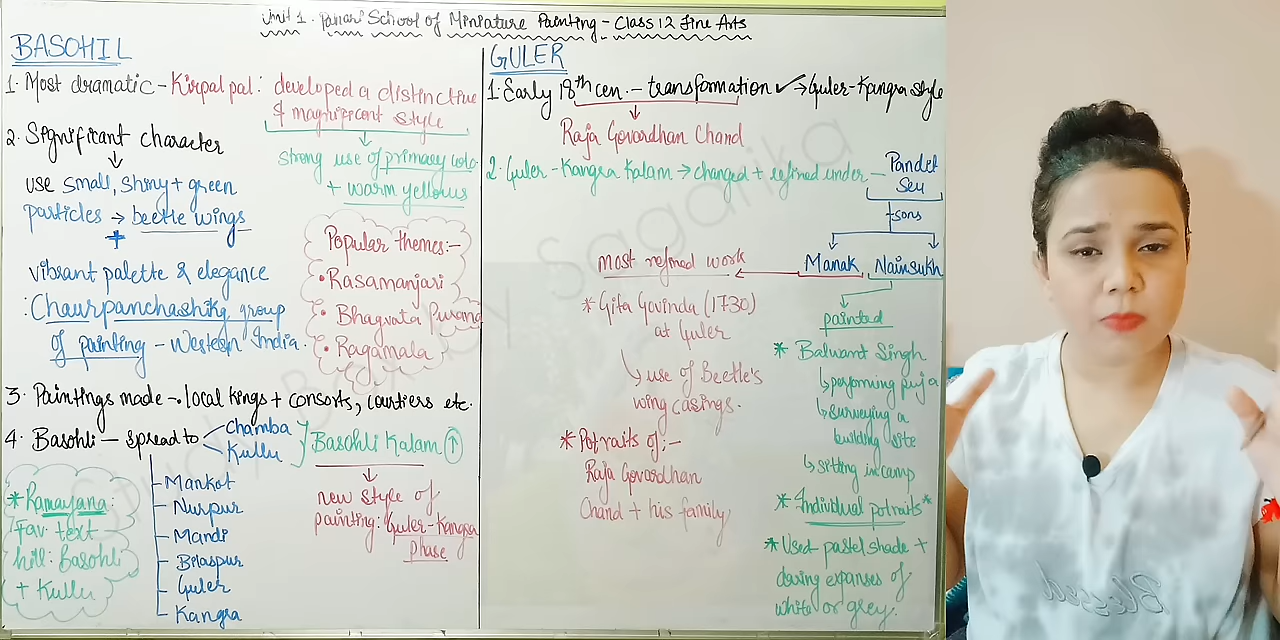 Unit 1. Pahari School of Miniature Painting - Class 12 Fine Arts
BASOHIL
1. Most dramatic - Kirpal pal: developed a distinctive
& magnificent style
↓
strong use of primary colo
+ warm yellows
2. Significant character
↓
use small, shiny + green
particles → beetle wings
+
vibrant palette & elegance
: Chaurpanchashika group
of painting - Western India.
Popular themes:-
• Rasamanjari
• Bhagvata Purana
• Ragamala
3. Paintings made - local kings + consorts, courtiers etc.
4. Basohli - spread to
Chamba
Kullu
Mankot
Nurpur
Mandi
Bilaspur
Guler
Kangra
Basohli Kalam ↑
↓
new style of
painting: Guler-Kangra
phase
* Ramayana:
Fav. text
hill: Basohli
+ Kullu
GULER
1. Early 18th cen. - transformation ✓ → Guler-Kangra style
↓
Raja Govardhan Chand
2. Guler-Kangra Kalam → changed + refined under - Pandit
Seu
sons
Manak Nainsukh
most refined work
* Gita Govinda (1730)
at Guler
↳ use of Beetle's
wing casings.
* Potraits of:-
Raja Govardhan
Chand + his family
painted
* Balwant Singh
↳ performing puja
↳ surveying a
building site
↳ sitting in camp
* Individual potraits *
* Used pastel shade +
daring expanses of
white or grey.
Blessed